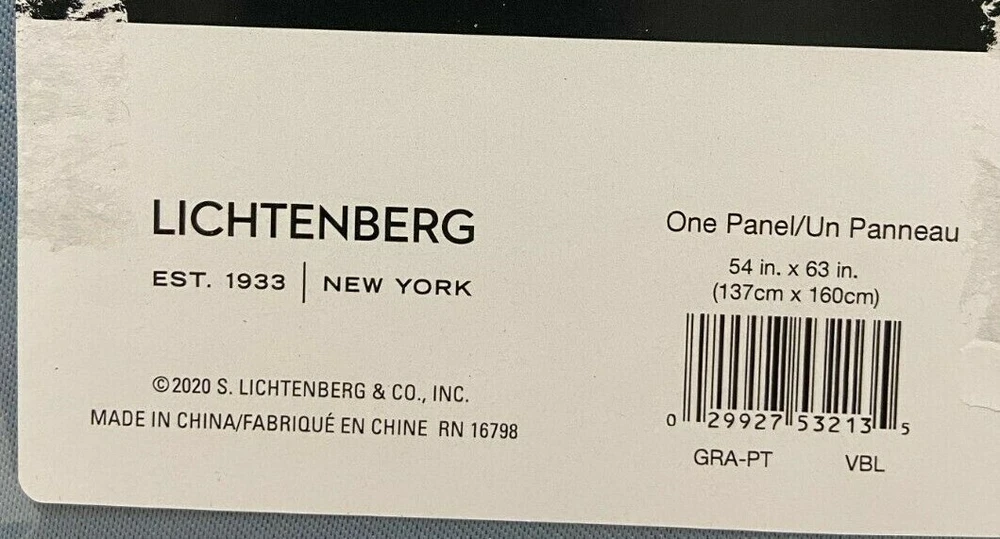 LICHTENBERG
EST. 1933 | NEW YORK
©2020 S. LICHTENBERG & CO., INC.
MADE IN CHINA/FABRIQUÉ EN CHINE RN 16798
One Panel/Un Panneau
54 in. x 63 in.
(137cm x 160cm)
0 29927 53213 5
GRA-PT VBL